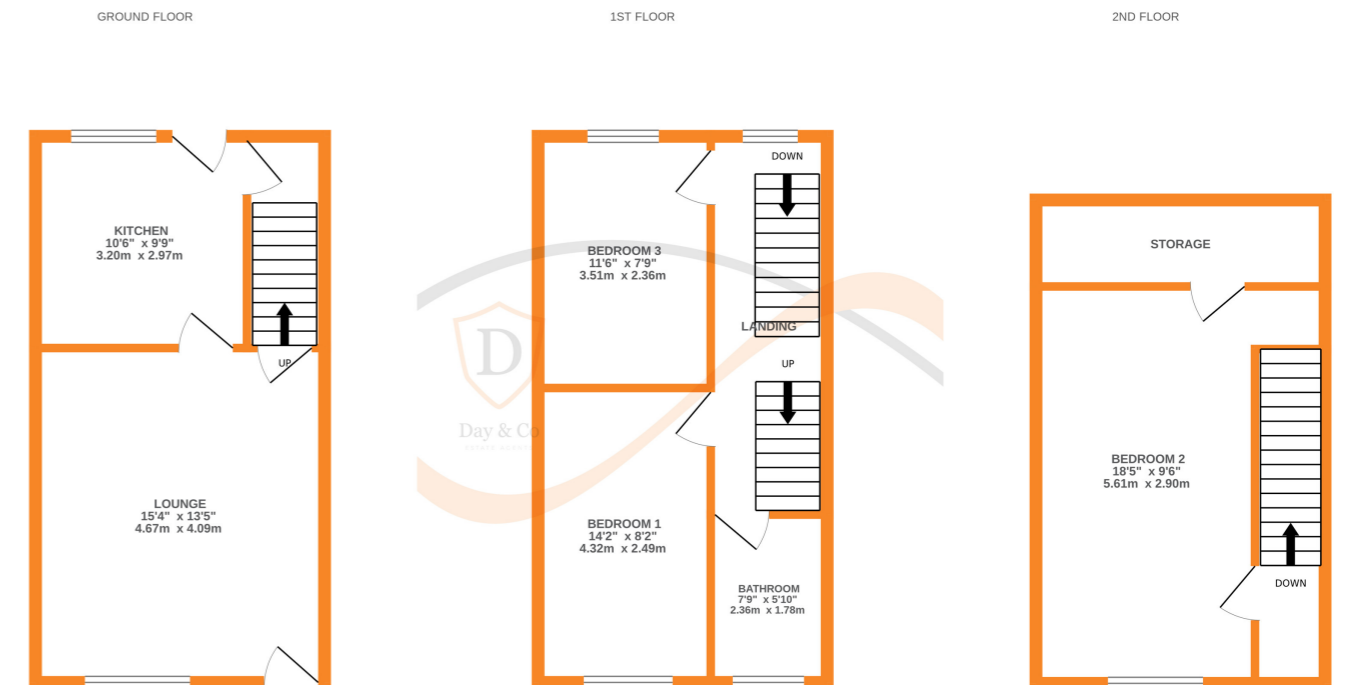 GROUND FLOOR
1ST FLOOR
2ND FLOOR
KITCHEN
10'6" x 9'9"
3.20m x 2.97m
UP
LOUNGE
15'4" x 13'5"
4.67m x 4.09m
DOWN
BEDROOM 3
11'6" x 7'9"
3.51m x 2.36m
LANDING
UP
D
Day & Co
BEDROOM 1
14'2" x 8'2"
4.32m x 2.49m
BATHROOM
7'9" x 5'10"
2.36m x 1.78m
STORAGE
BEDROOM 2
18'5" x 9'6"
5.61m x 2.90m
DOWN